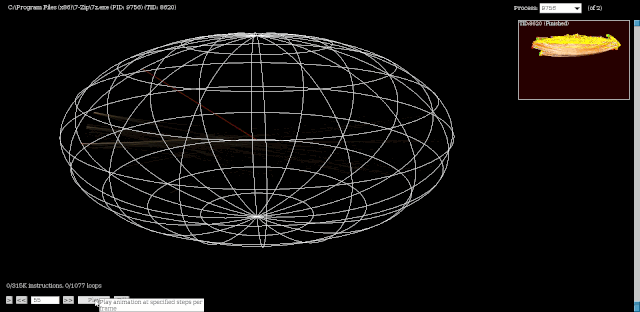 C:\Program Files (x86)\7-Zip\7z.exe (PID: 9756) (TID: 8620)
Process: 9756 (of 2)
TID:8620 (Finished)
0/315K instructions. 0/1077 loops
> << 55 >>
Play animation at specified steps per
frame